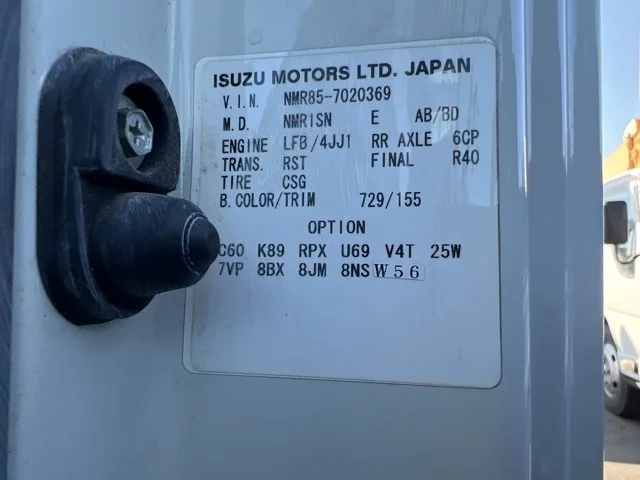 ISUZU MOTORS LTD. JAPAN
V.I.N. NMR85-7020369
M.D. NMR1SN E AB/BD
ENGINE LFB/4JJ1 RR AXLE 6CP
TRANS. RST FINAL R40
TIRE CSG
B.COLOR/TRIM 729/155
OPTION
C60 K89 RPX U69 V4T 25W
7VP 8BX 8JM 8NS W56